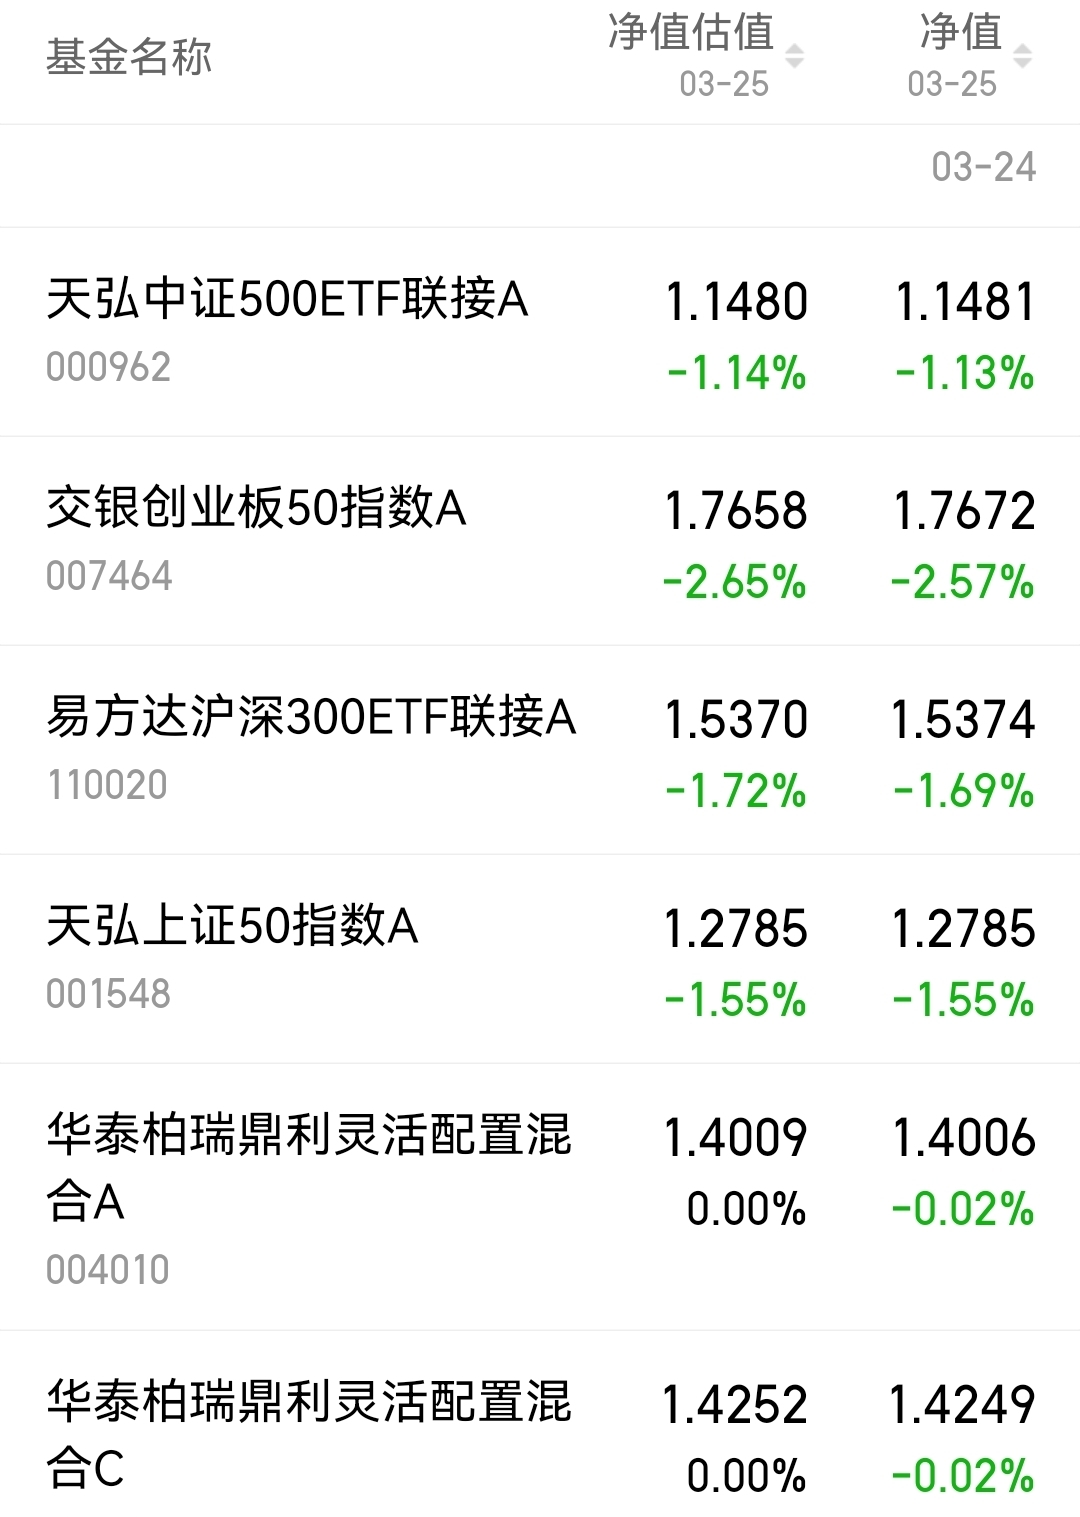 基金名称 净值估值 净值
03-25 03-25
03-24
天弘中证500ETF联接A 1.1480 1.1481
000962 -1.14% -1.13%
交银创业板50指数A 1.7658 1.7672
007464 -2.65% -2.57%
易方达沪深300ETF联接A 1.5370 1.5374
110020 -1.72% -1.69%
天弘上证50指数A 1.2785 1.2785
001548 -1.55% -1.55%
华泰柏瑞鼎利灵活配置混 1.4009 1.4006
合A 0.00% -0.02%
004010
华泰柏瑞鼎利灵活配置混 1.4252 1.4249
合C 0.00% -0.02%